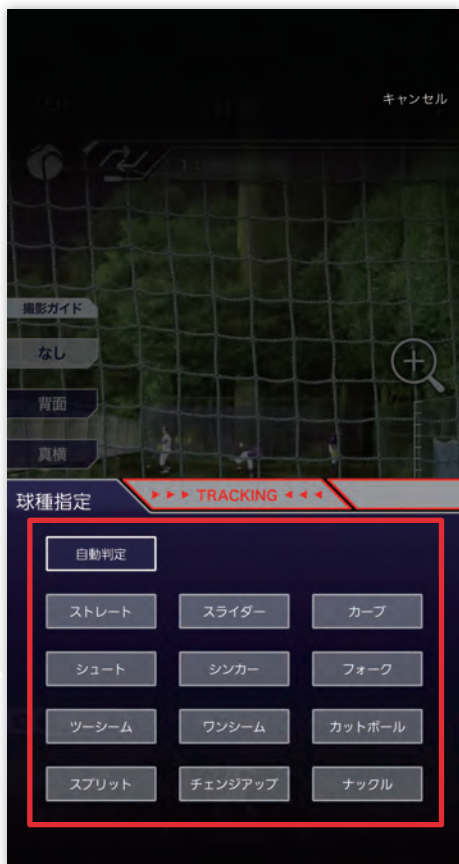 キャンセル
撮影ガイド
なし
背面
真横
球種指定
▶ ▶ ▶ TRACKING ◀ ◀ ◀
自動判定
ストレート スライダー カーブ
シュート シンカー フォーク
ツーシーム ワンシーム カットボール
スプリット チェンジアップ ナックル